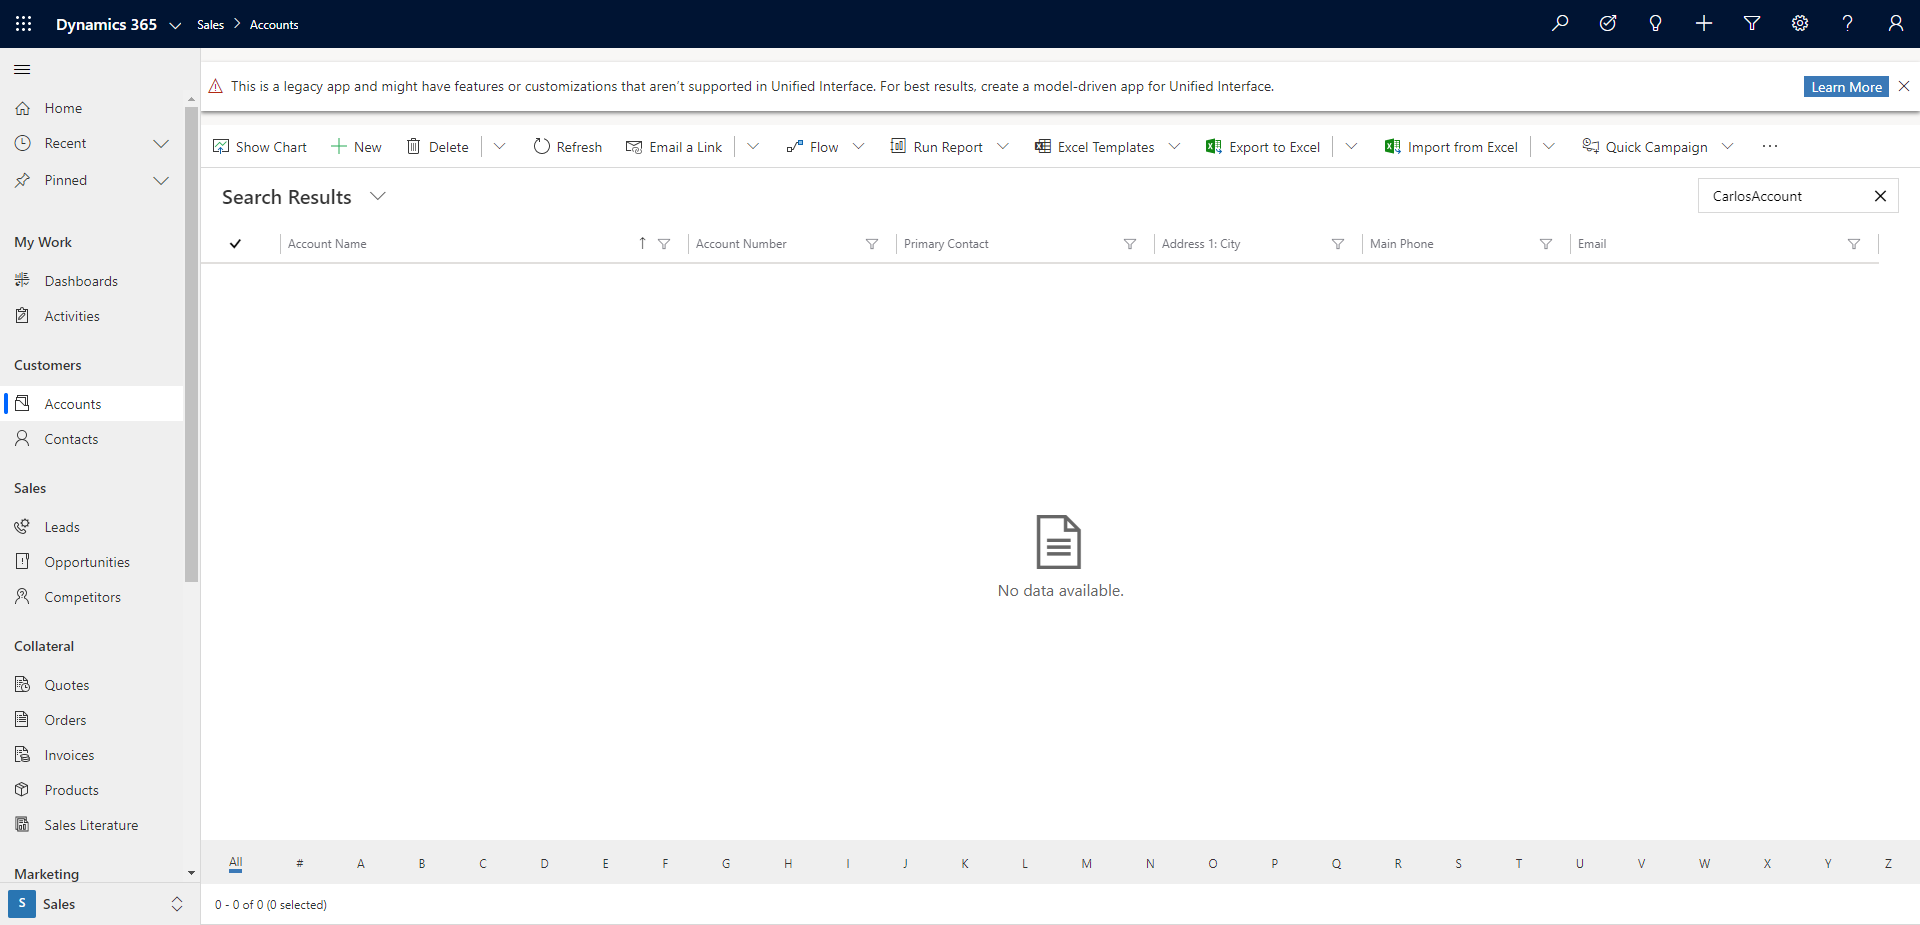 Dynamics 365 Sales Accounts
This is a legacy app and might have features or customizations that aren't supported in Unified Interface. For best results, create a model-driven app for Unified Interface. Learn More
Show Chart New Delete Refresh Email a Link Flow Run Report Excel Templates Export to Excel Import from Excel Quick Campaign
Search Results
CarlosAccount
Account Name Account Number Primary Contact Address 1: City Main Phone Email
No data available.
All # A B C D E F G H I J K L M N O P Q R S T U V W X Y Z
0 - 0 of 0 (0 selected)
Home
Recent
Pinned
My Work
Dashboards
Activities
Customers
Accounts
Contacts
Sales
Leads
Opportunities
Competitors
Collateral
Quotes
Orders
Invoices
Products
Sales Literature
Marketing
S Sales